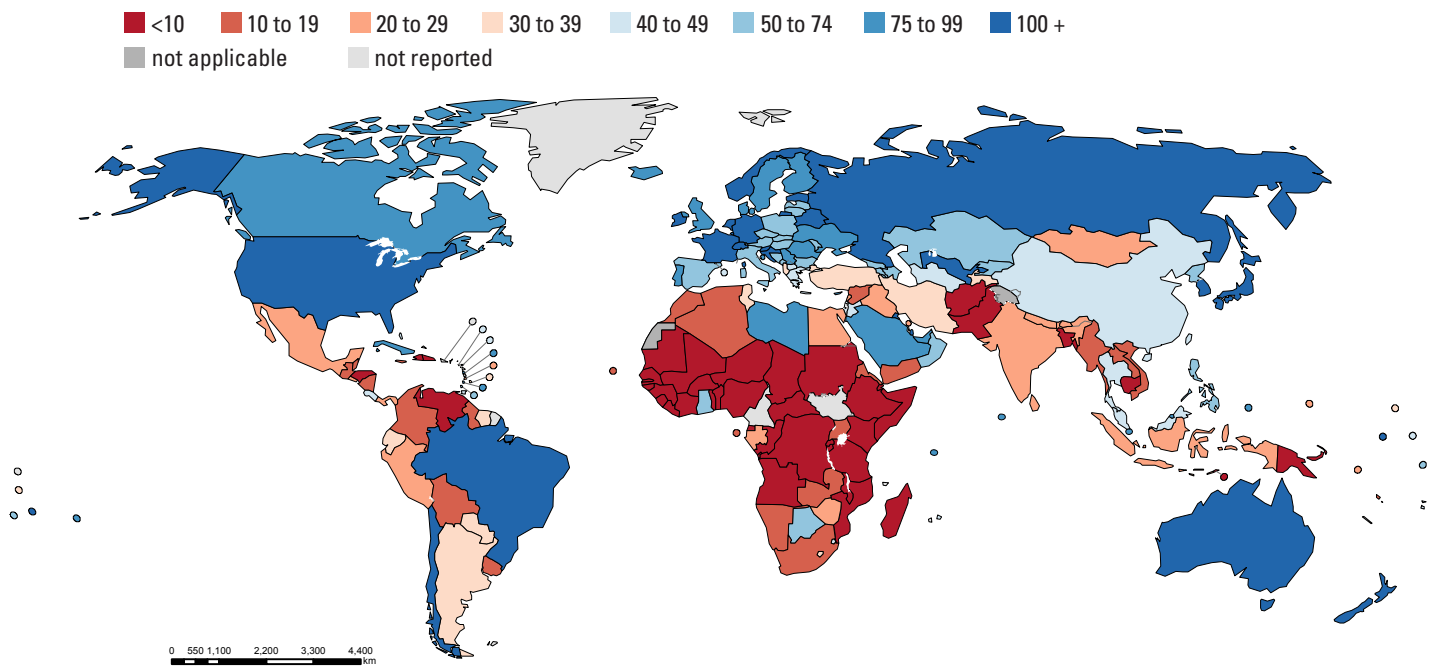 <10 10 to 19 20 to 29 30 to 39 40 to 49 50 to 74 75 to 99 100 +
not applicable not reported
0 550 1,100 2,200 3,300 4,400
km